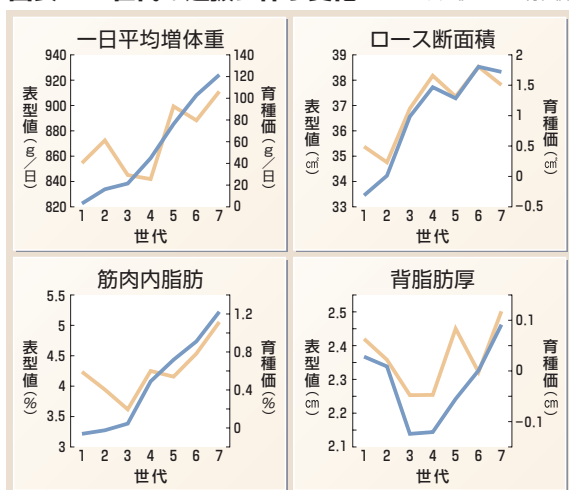 一日平均増体重
940
920
900
880
860
840
820
表型値(g/日)
140
120
100
80
60
40
20
0
育種価(g/日)
1 2 3 4 5 6 7
世代
ロース断面積
39
38
37
36
35
34
33
表型値(㎠)
2
1.5
1
0.5
0
−0.5
育種価(㎠)
1 2 3 4 5 6 7
世代
筋肉内脂肪
5.5
5
4.5
4
3.5
3
表型値(%)
1.2
0.8
0.4
0
育種価(%)
1 2 3 4 5 6 7
世代
背脂肪厚
2.5
2.4
2.3
2.2
2.1
表型値(㎝)
0.1
0
−0.1
育種価(㎝)
1 2 3 4 5 6 7
世代